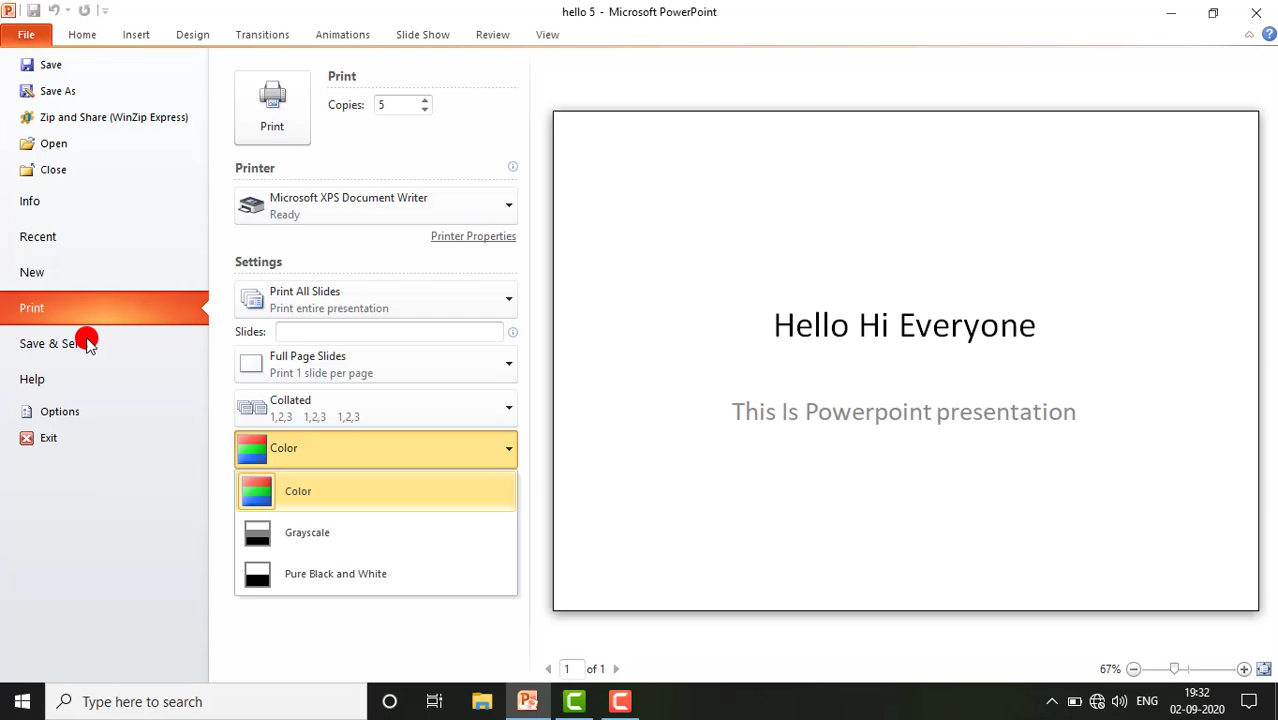 hello 5 - Microsoft PowerPoint
File Home Insert Design Transitions Animations Slide Show Review View
Save
Save As
Zip and Share (WinZip Express)
Open
Close
Info
Recent
New
Print
Save &
Help
Options
Exit
Print
Print
Copies: 5
Printer
Microsoft XPS Document Writer
Ready
Printer Properties
Settings
Print All Slides
Print entire presentation
Slides:
Full Page Slides
Print 1 slide per page
Collated
1,2,3 1,2,3 1,2,3
Color
Color
Grayscale
Pure Black and White
Hello Hi Everyone
This Is Powerpoint presentation
1 of 1
67%
Type here to search
ENG
19:32
02-09-2020